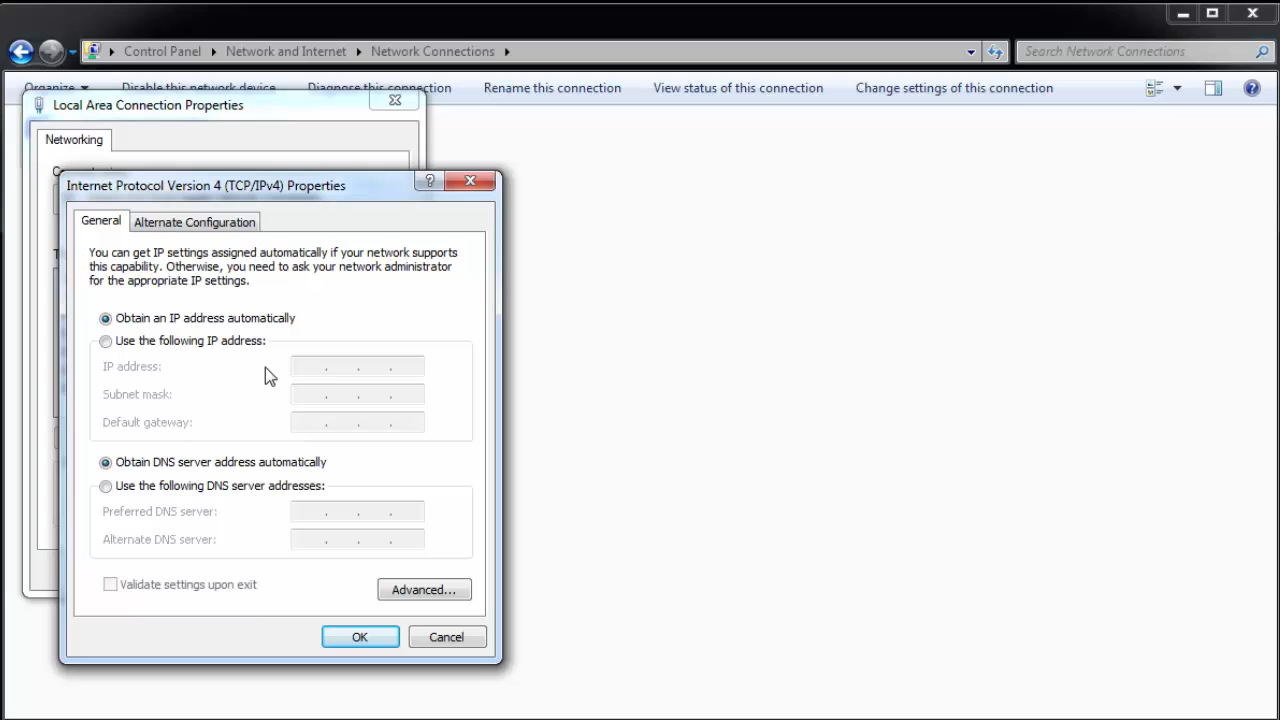 Control Panel Network and Internet Network Connections Search Network Connections
Organize Disable this network device Diagnose this connection Rename this connection View status of this connection Change settings of this connection
Local Area Connection Properties
Networking
Internet Protocol Version 4 (TCP/IPv4) Properties
General Alternate Configuration
You can get IP settings assigned automatically if your network supports
this capability. Otherwise, you need to ask your network administrator
for the appropriate IP settings.
Obtain an IP address automatically
Use the following IP address:
IP address: . . .
Subnet mask: . . .
Default gateway: . . .
Obtain DNS server address automatically
Use the following DNS server addresses:
Preferred DNS server: . . .
Alternate DNS server: . . .
Validate settings upon exit
Advanced...
OK Cancel